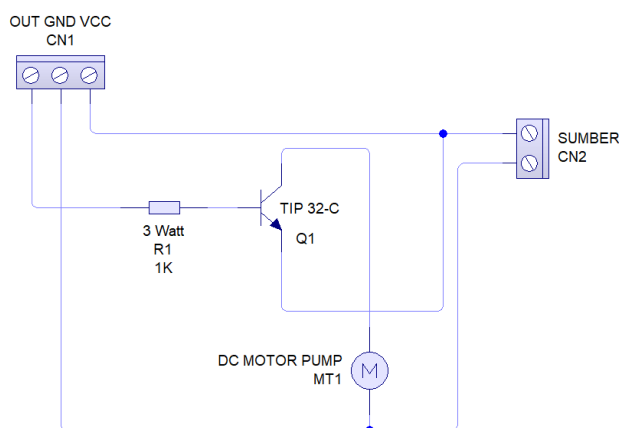 OUT GND VCC
CN1
SUMBER
CN2
TIP 32-C
Q1
3 Watt
R1
1K
DC MOTOR PUMP
MT1
M